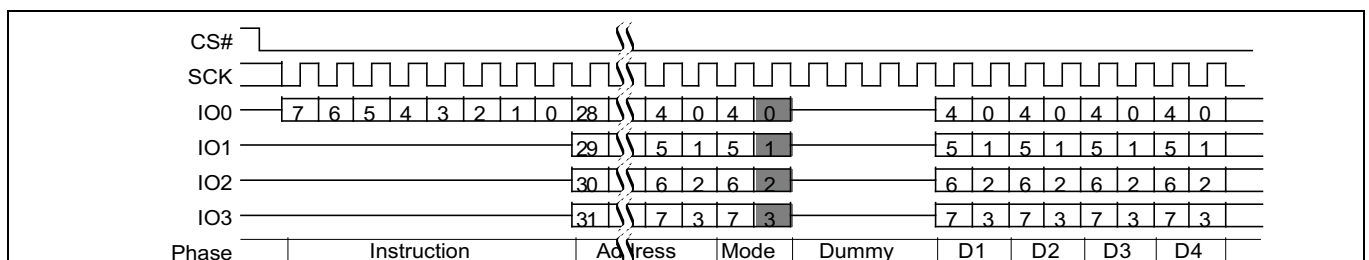 CS#
SCK
IO0 7 6 5 4 3 2 1 0 28 4 0 4 0 4 0 4 0 4 0 4 0
IO1 29 5 1 5 1 5 1 5 1 5 1 5 1
IO2 30 6 2 6 2 6 2 6 2 6 2 6 2
IO3 31 7 3 7 3 7 3 7 3 7 3 7 3
Phase Instruction Address Mode Dummy D1 D2 D3 D4